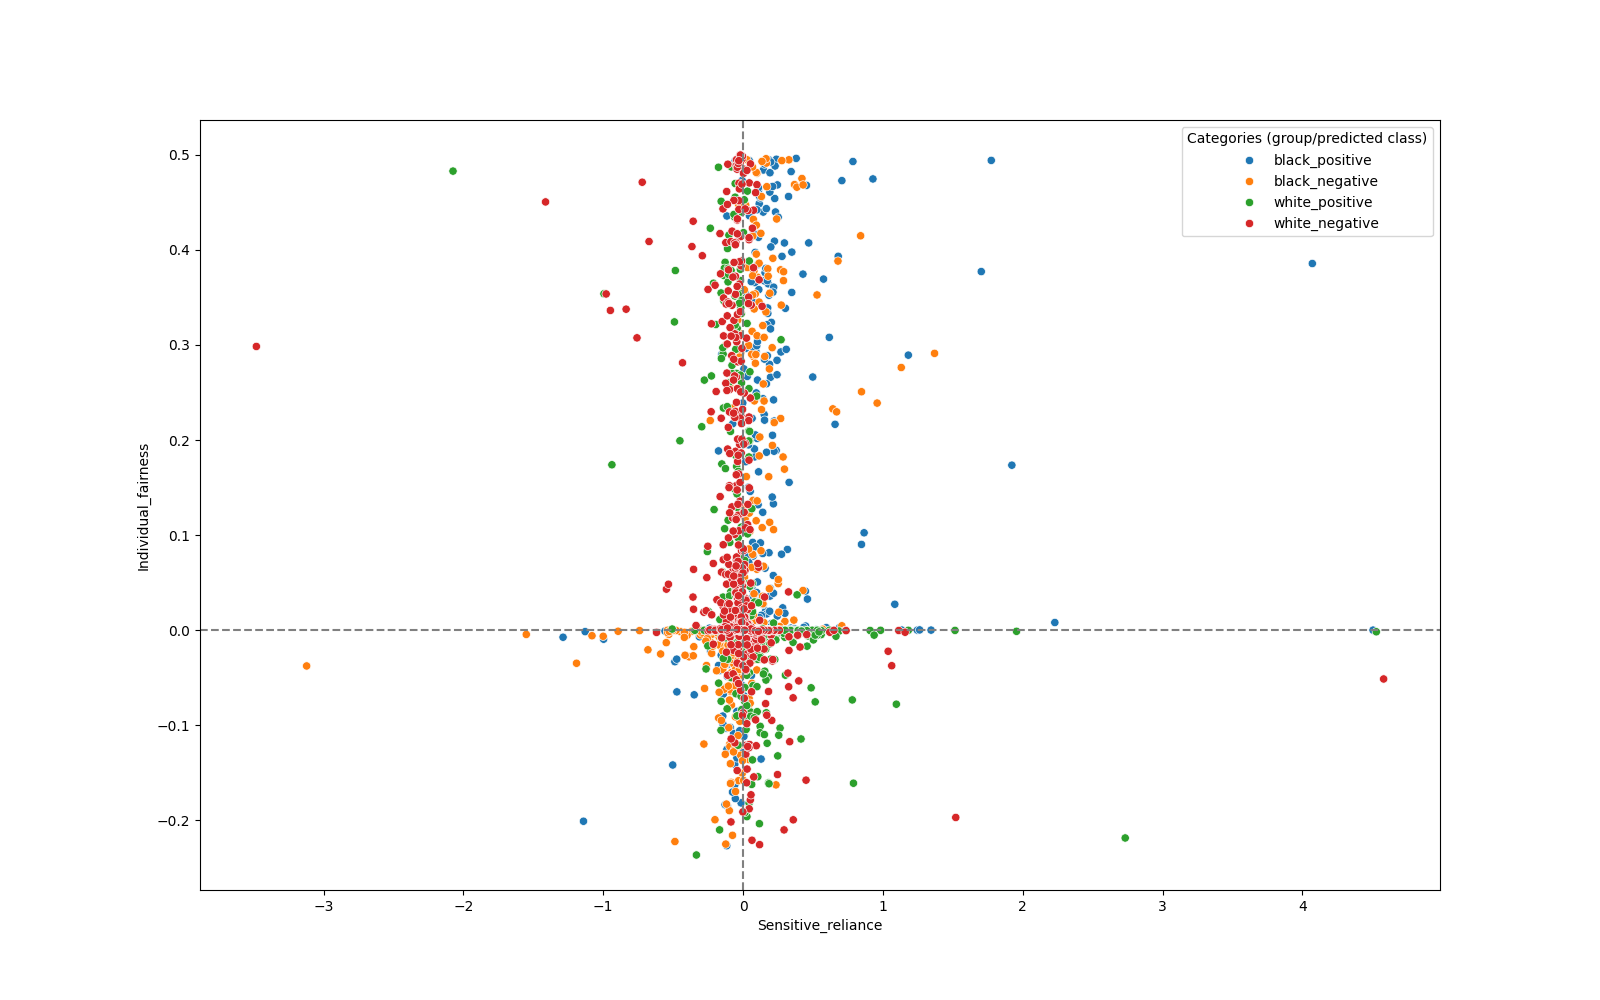 Categories (group/predicted class)
black_positive
black_negative
white_positive
white_negative
0.5
0.4
0.3
0.2
0.1
0.0
−0.1
−0.2
Individual_fairness
−3
−2
−1
0
1
2
3
4
Sensitive_reliance